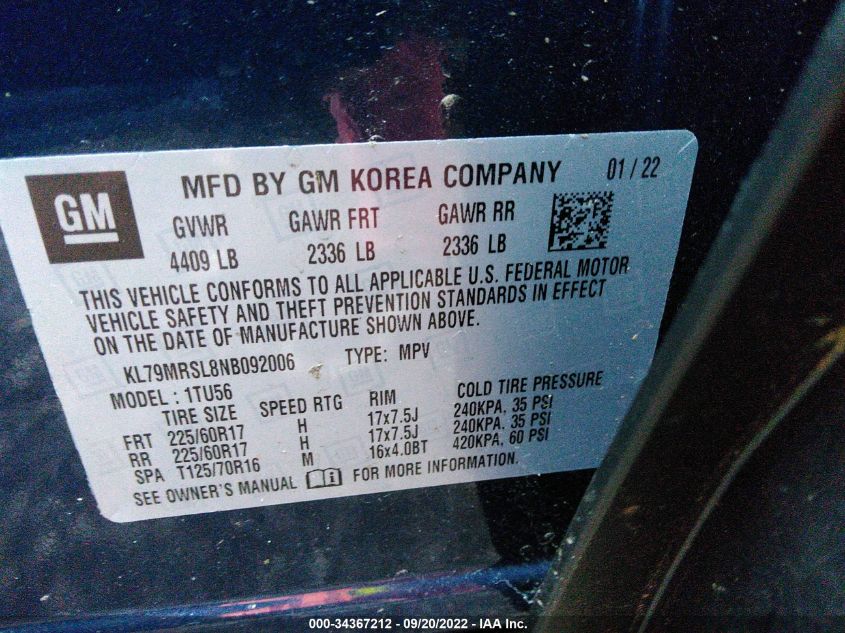 GM
MFD BY GM KOREA COMPANY 01 / 22
GVWR GAWR FRT GAWR RR
4409 LB 2336 LB 2336 LB
THIS VEHICLE CONFORMS TO ALL APPLICABLE U.S. FEDERAL MOTOR
VEHICLE SAFETY AND THEFT PREVENTION STANDARDS IN EFFECT
ON THE DATE OF MANUFACTURE SHOWN ABOVE.
KL79MRSL8NB092006 TYPE: MPV
MODEL : 1TU56
TIRE SIZE SPEED RTG RIM COLD TIRE PRESSURE
FRT 225/60R17 H 17x7.5J 240KPA, 35 PSI
RR 225/60R17 H 17x7.5J 240KPA, 35 PSI
SPA T125/70R16 M 16x4.0BT 420KPA, 60 PSI
SEE OWNER'S MANUAL i FOR MORE INFORMATION.
000-34367212 - 09/20/2022 - IAA Inc.